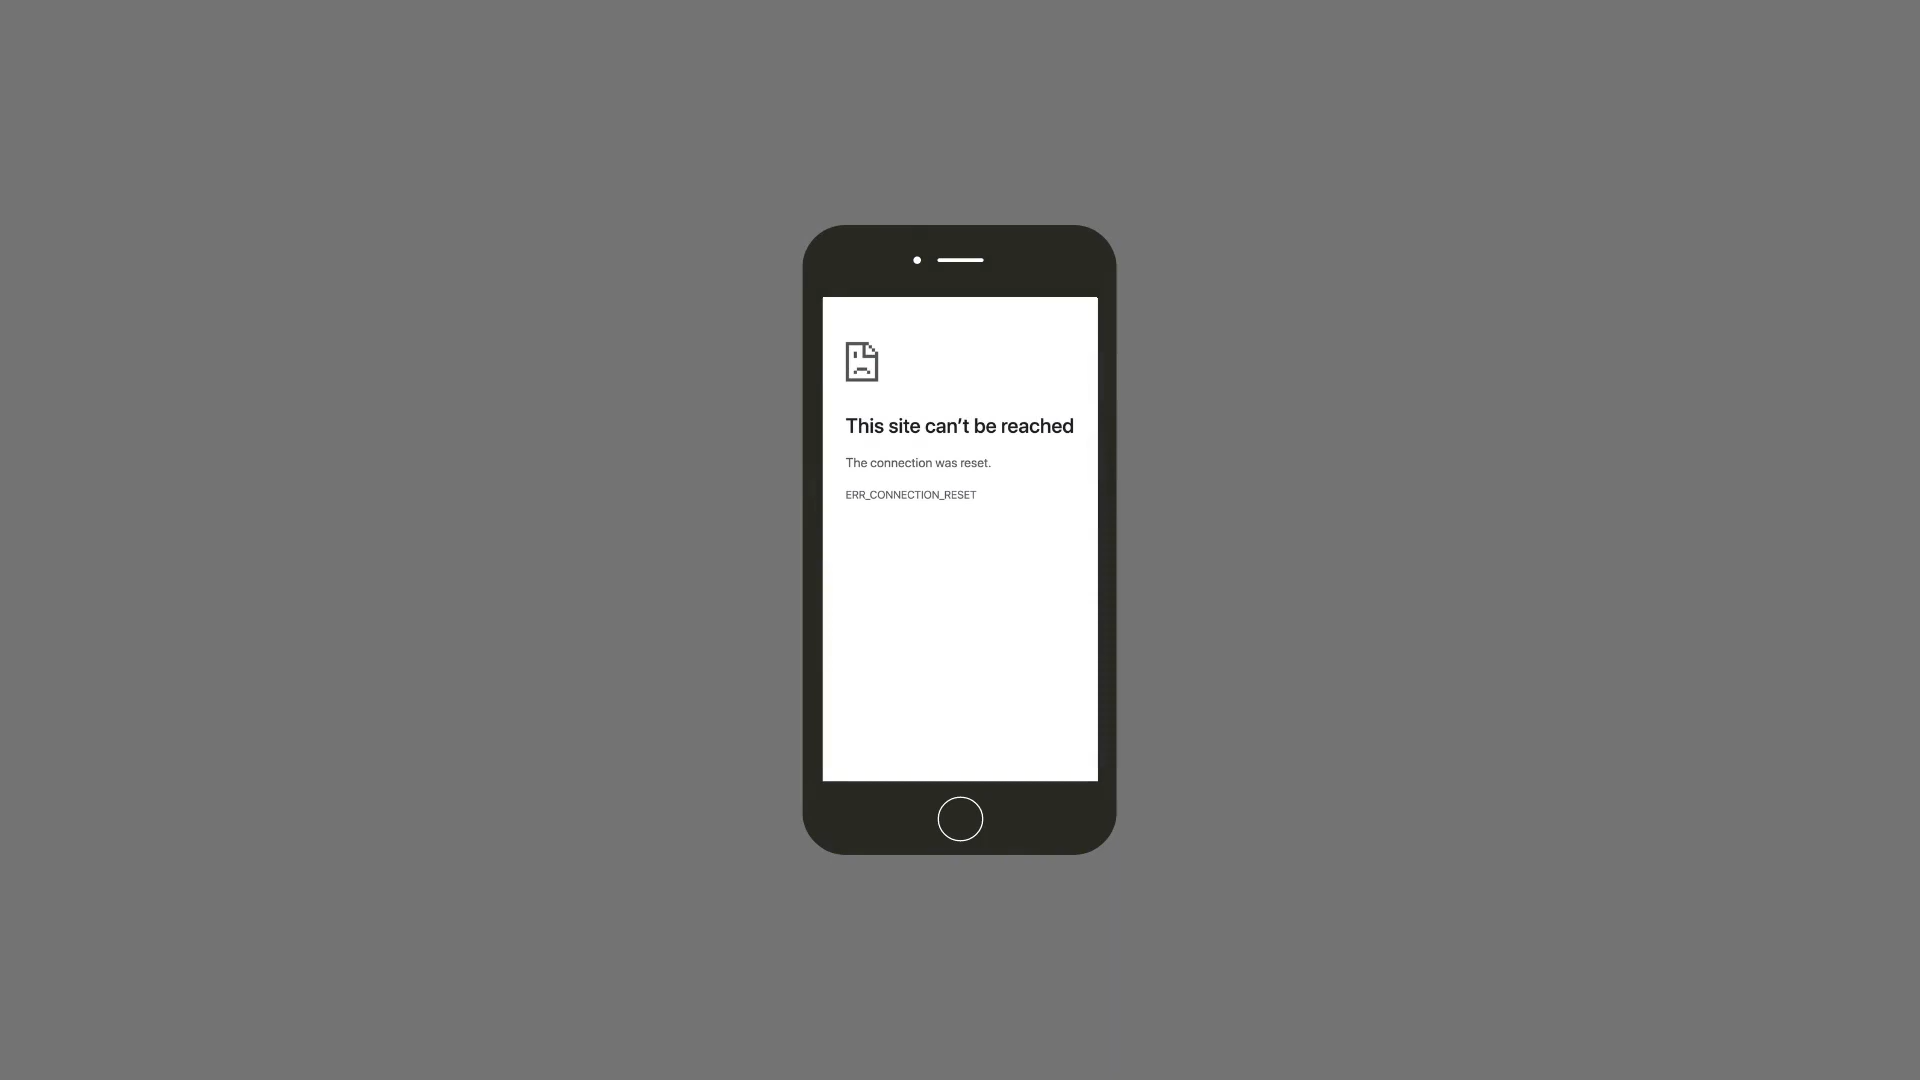 This site can’t be reached
The connection was reset.
ERR_CONNECTION_RESET